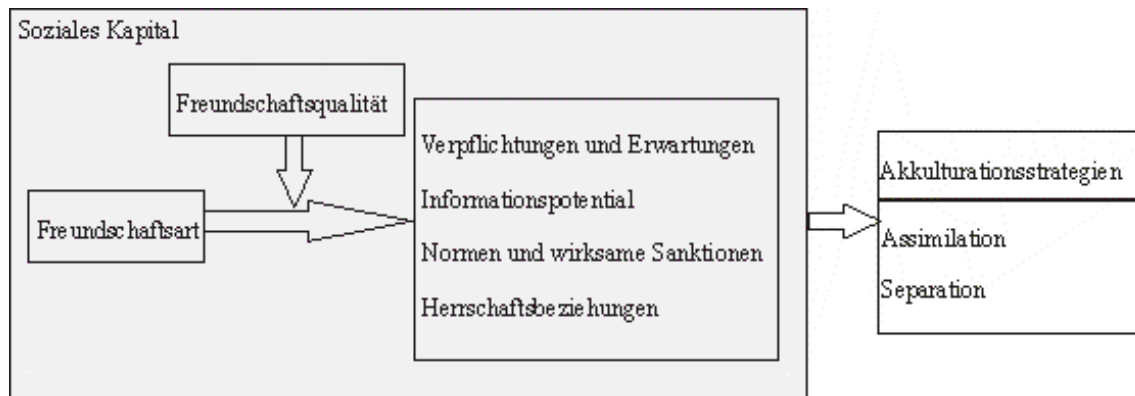 Soziales Kapital
Freundschaftsqualität
Freundschaftsart
Verpflichtungen und Erwartungen
Informationspotential
Normen und wirksame Sanktionen
Herrschaftsbeziehungen
Akkulturationsstrategien
Assimilation
Separation